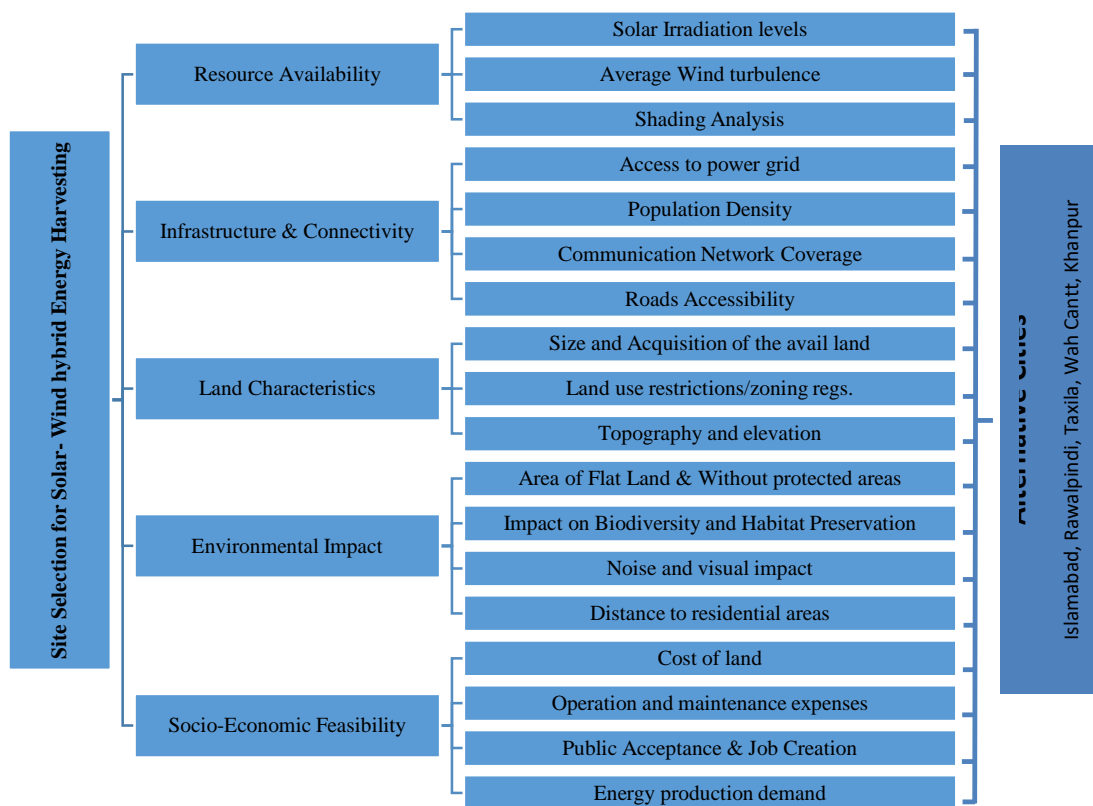 Site Selection for Solar- Wind hybrid Energy Harvesting
Resource Availability
Solar Irradiation levels
Average Wind turbulence
Shading Analysis
Infrastructure & Connectivity
Access to power grid
Population Density
Communication Network Coverage
Roads Accessibility
Land Characteristics
Size and Acquisition of the avail land
Land use restrictions/zoning regs.
Topography and elevation
Environmental Impact
Area of Flat Land & Without protected areas
Impact on Biodiversity and Habitat Preservation
Noise and visual impact
Distance to residential areas
Socio-Economic Feasibility
Cost of land
Operation and maintenance expenses
Public Acceptance & Job Creation
Energy production demand
Alternative Cities
Islamabad, Rawalpindi, Taxila, Wah Cantt, Khanpur